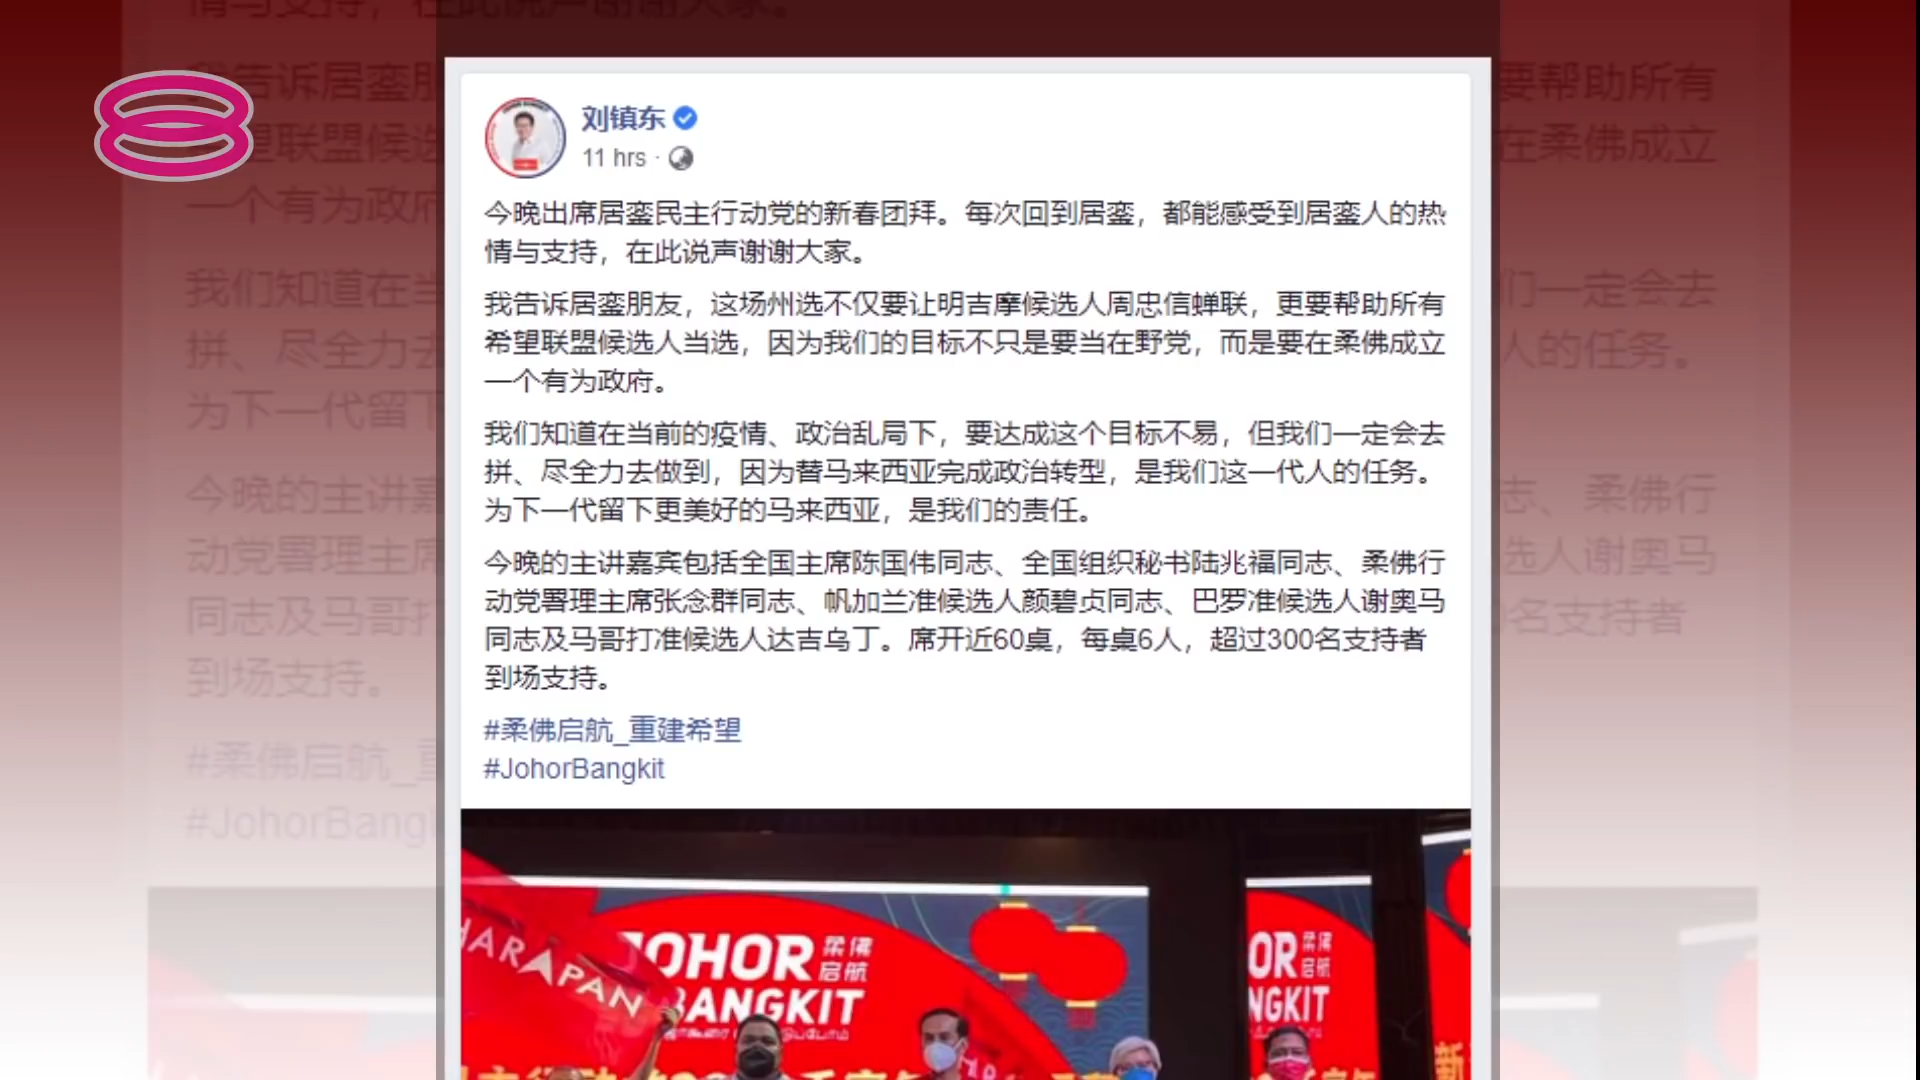 刘镇东
11 hrs ·
今晚出席居銮民主行动党的新春团拜。每次回到居銮，都能感受到居銮人的热
情与支持，在此说声谢谢大家。
我告诉居銮朋友，这场州选不仅要让明吉摩候选人周忠信蝉联，更要帮助所有
希望联盟候选人当选，因为我们的目标不只是要当在野党，而是要在柔佛成立
一个有为政府。
我们知道在当前的疫情、政治乱局下，要达成这个目标不易，但我们一定会去
拼、尽全力去做到，因为替马来西亚完成政治转型，是我们这一代人的任务。
为下一代留下更美好的马来西亚，是我们的责任。
今晚的主讲嘉宾包括全国主席陈国伟同志、全国组织秘书陆兆福同志、柔佛行
动党署理主席张念群同志、帆加兰准候选人颜碧贞同志、巴罗准候选人谢奥马
同志及马哥打准候选人达吉乌丁。席开近60桌，每桌6人，超过300名支持者
到场支持。
#柔佛启航_重建希望
#JohorBangkit
HARAPAN
JOHOR 柔佛
启航
BANGKIT
OR 柔佛
启航
NGKIT